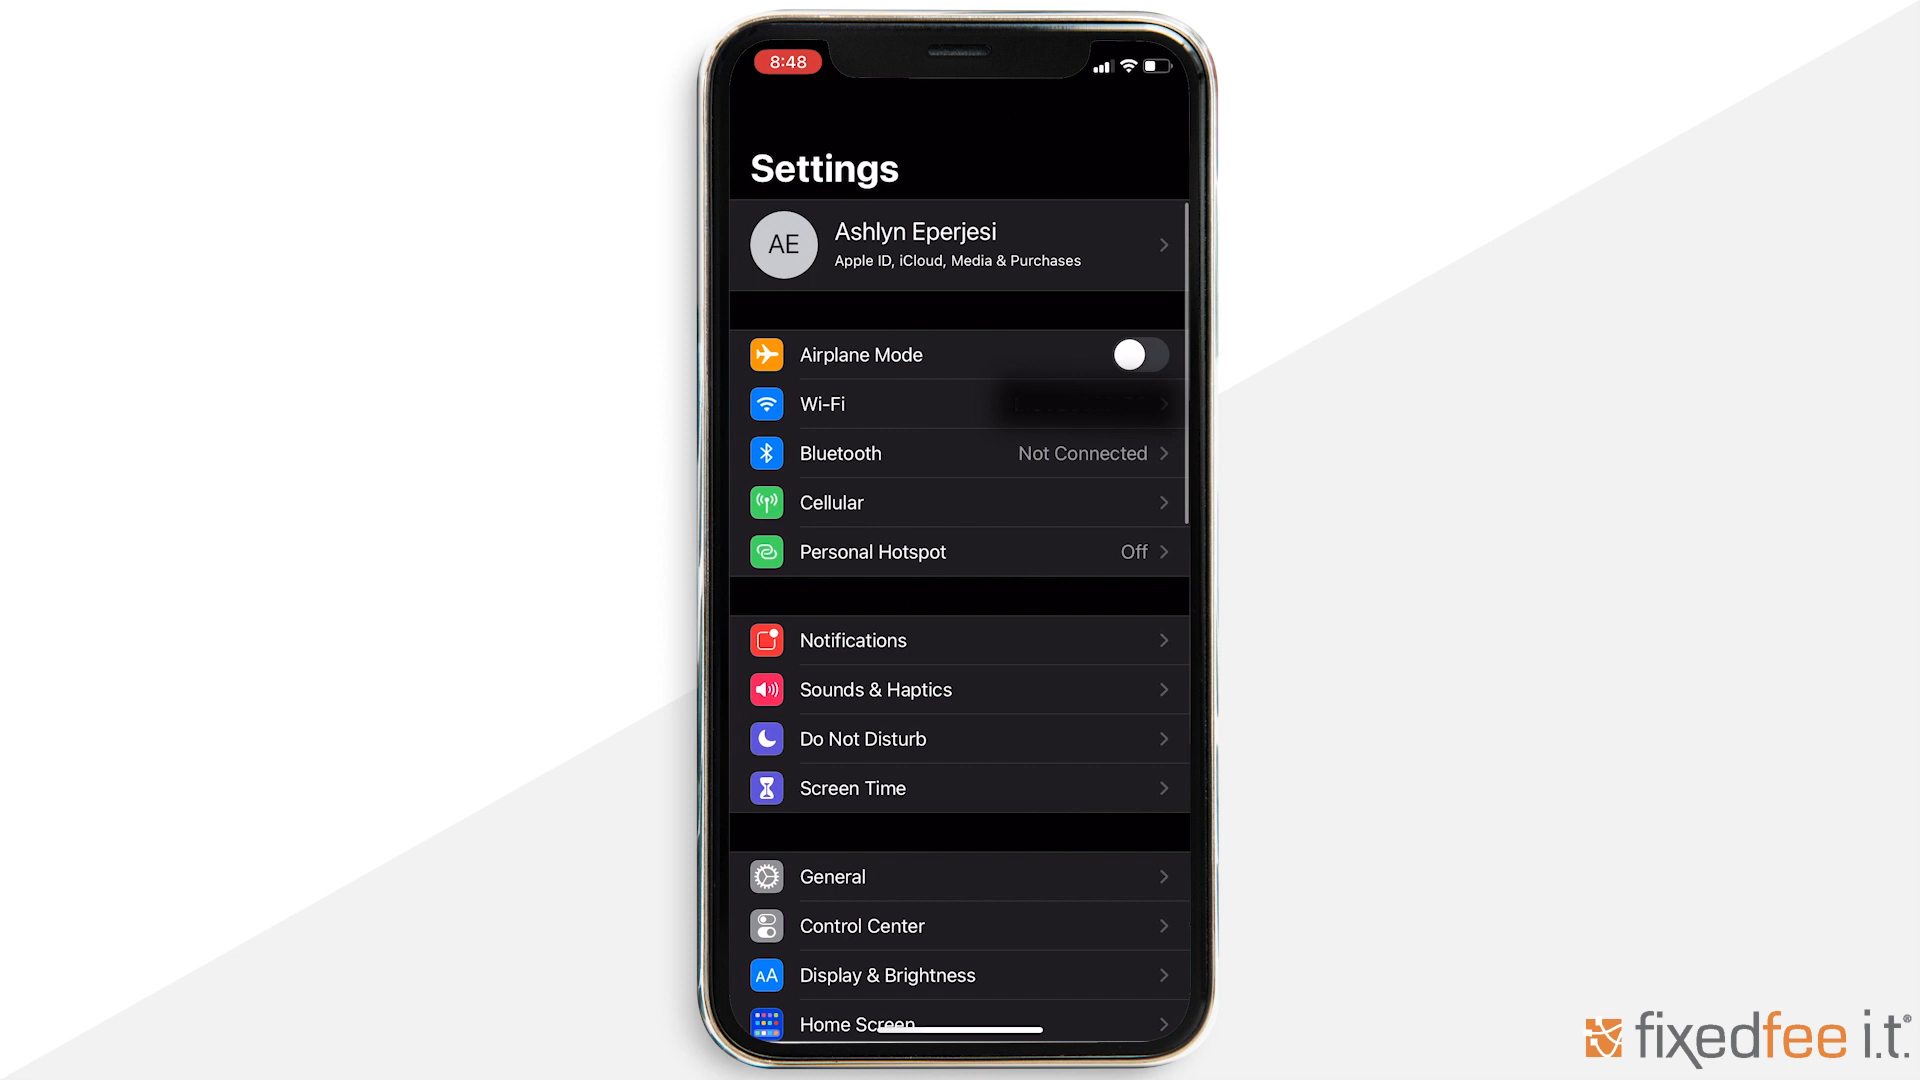 8:48
Settings
AE
Ashlyn Eperjesi
Apple ID, iCloud, Media & Purchases
Airplane Mode
Wi-Fi
Bluetooth Not Connected
Cellular
Personal Hotspot Off
Notifications
Sounds & Haptics
Do Not Disturb
Screen Time
General
Control Center
AA Display & Brightness
Home Screen
fixedfee i.t.®